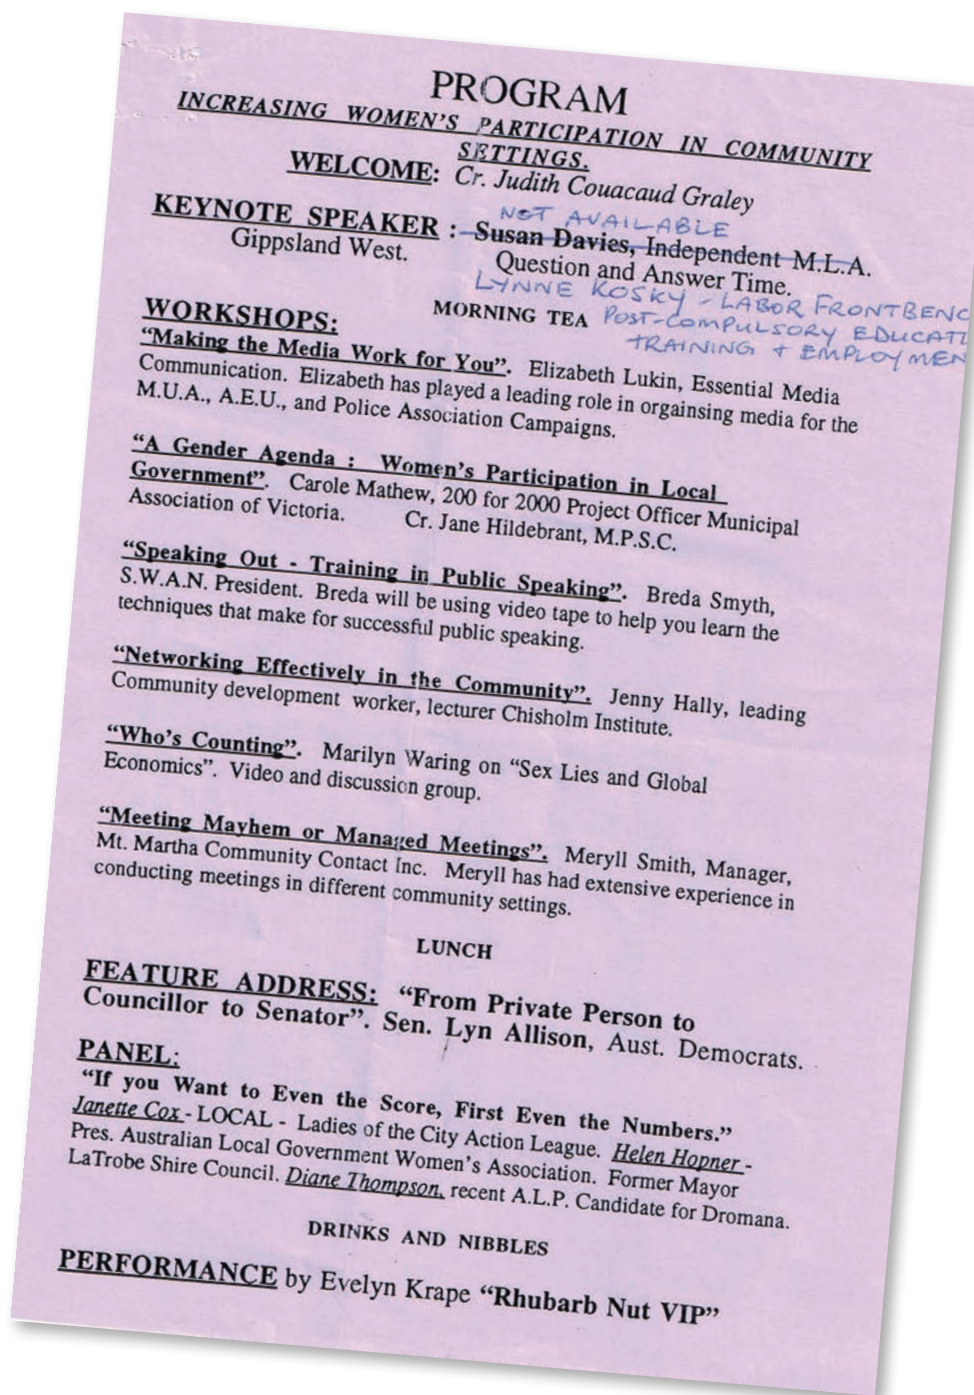 PROGRAM
INCREASING WOMEN'S PARTICIPATION IN COMMUNITY
SETTINGS.
WELCOME: Cr. Judith Couacaud Graley
NOT AVAILABLE
KEYNOTE SPEAKER : Susan Davies, Independent M.L.A.
Gippsland West. Question and Answer Time.
LYNNE KOSKY - LABOR FRONTBENC
MORNING TEA POST-COMPULSORY EDUCATI
TRAINING + EMPLOYMEN
WORKSHOPS:
“Making the Media Work for You”. Elizabeth Lukin, Essential Media
Communication. Elizabeth has played a leading role in orgainsing media for the
M.U.A., A.E.U., and Police Association Campaigns.
“A Gender Agenda : Women's Participation in Local
Government”. Carole Mathew, 200 for 2000 Project Officer Municipal
Association of Victoria. Cr. Jane Hildebrant, M.P.S.C.
“Speaking Out - Training in Public Speaking”. Breda Smyth,
S.W.A.N. President. Breda will be using video tape to help you learn the
techniques that make for successful public speaking.
“Networking Effectively in the Community”. Jenny Hally, leading
Community development worker, lecturer Chisholm Institute.
“Who's Counting”. Marilyn Waring on “Sex Lies and Global
Economics”. Video and discussion group.
“Meeting Mayhem or Managed Meetings”. Meryll Smith, Manager,
Mt. Martha Community Contact Inc. Meryll has had extensive experience in
conducting meetings in different community settings.
LUNCH
FEATURE ADDRESS: “From Private Person to
Councillor to Senator”. Sen. Lyn Allison, Aust. Democrats.
PANEL:
“If you Want to Even the Score, First Even the Numbers.”
Janette Cox - LOCAL - Ladies of the City Action League. Helen Hopner -
Pres. Australian Local Government Women's Association. Former Mayor
LaTrobe Shire Council. Diane Thompson, recent A.L.P. Candidate for Dromana.
DRINKS AND NIBBLES
PERFORMANCE by Evelyn Krape “Rhubarb Nut VIP”